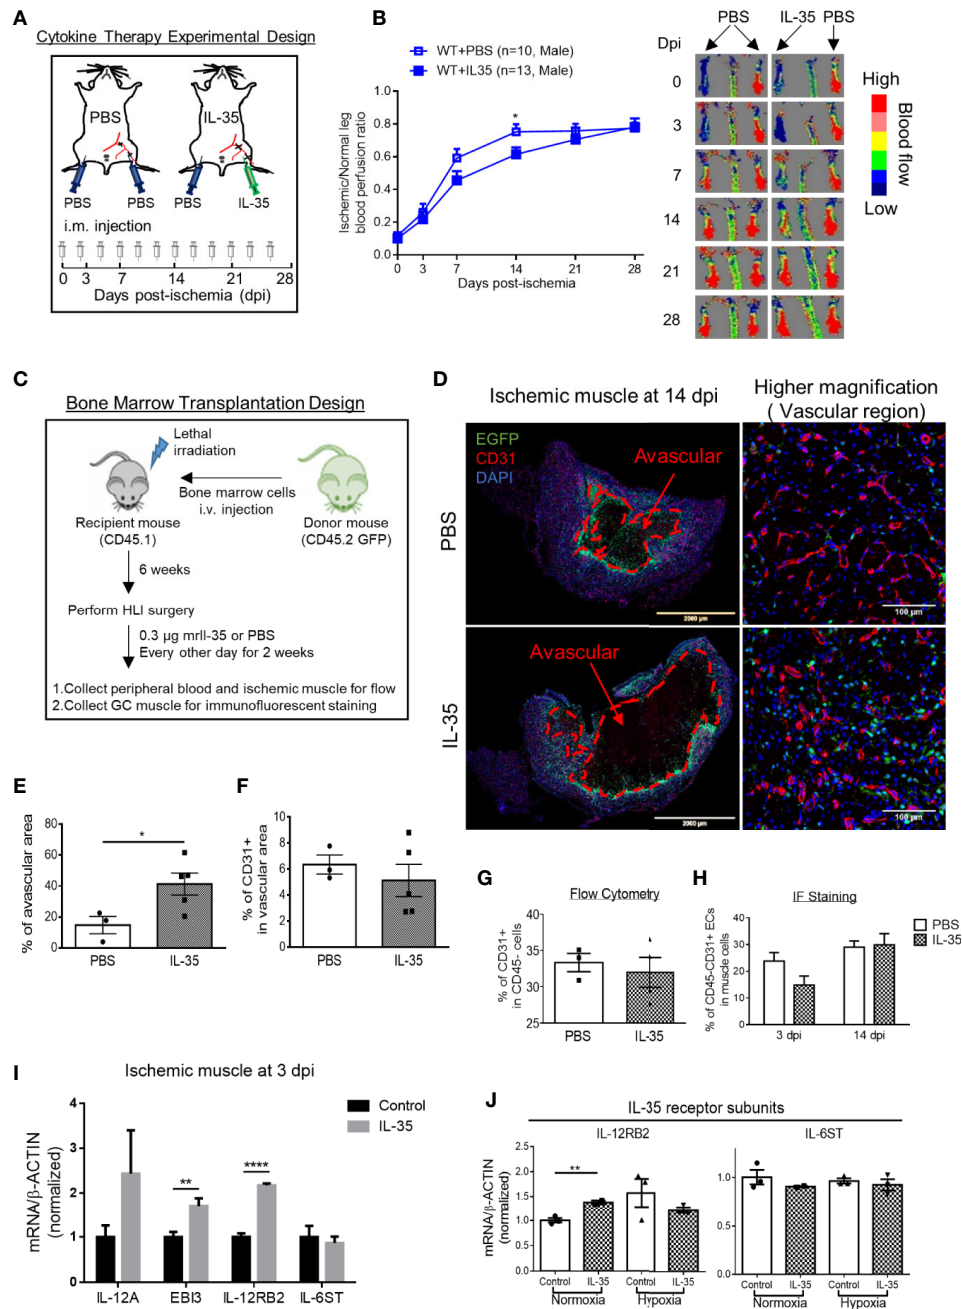 A
Cytokine Therapy Experimental Design
PBS
IL-35
PBS PBS PBS IL-35
i.m. injection
0 3 7 14 21 28
Days post-ischemia (dpi)
B
WT+PBS (n=10, Male)
WT+IL35 (n=13, Male)
Ischemic/Normal leg
blood perfusion ratio
1.0
0.8
0.6
0.4
0.2
0.0
*
0 3 7 14 21 28
Days post-ischemia
PBS IL-35 PBS
Dpi
0
3
7
14
21
28
High
Blood flow
Low
C
Bone Marrow Transplantation Design
Lethal
irradiation
Bone marrow cells
i.v. injection
Recipient mouse
(CD45.1)
Donor mouse
(CD45.2 GFP)
6 weeks
Perform HLI surgery
0.3 µg mrIl-35 or PBS
Every other day for 2 weeks
1.Collect peripheral blood and ischemic muscle for flow
2.Collect GC muscle for immunofluorescent staining
D
Ischemic muscle at 14 dpi
Higher magnification
( Vascular region)
EGFP
CD31
DAPI
Avascular
PBS
2000 µm
100 µm
Avascular
IL-35
2000 µm
100 µm
E
% of avascular area
80
60
40
20
0
*
PBS IL-35
F
% of CD31+
in vascular area
10
8
6
4
2
0
PBS IL-35
G
Flow Cytometry
% of CD31+
in CD45- cells
40
35
30
25
PBS IL-35
H
IF Staining
% of CD45-CD31+ ECs
in muscle cells
40
30
20
10
0
3 dpi 14 dpi
PBS
IL-35
I
Ischemic muscle at 3 dpi
mRNA/β-ACTIN
(normalized)
4
3
2
1
0
Control
IL-35
**
****
IL-12A EBI3 IL-12RB2 IL-6ST
J
IL-35 receptor subunits
IL-12RB2
IL-6ST
mRNA/β-ACTIN
(normalized)
2.5
2.0
1.5
1.0
0.5
0.0
**
Control IL-35 Control IL-35
Normoxia Hypoxia
1.0
0.5
0.0
Control IL-35 Control IL-35
Normoxia Hypoxia